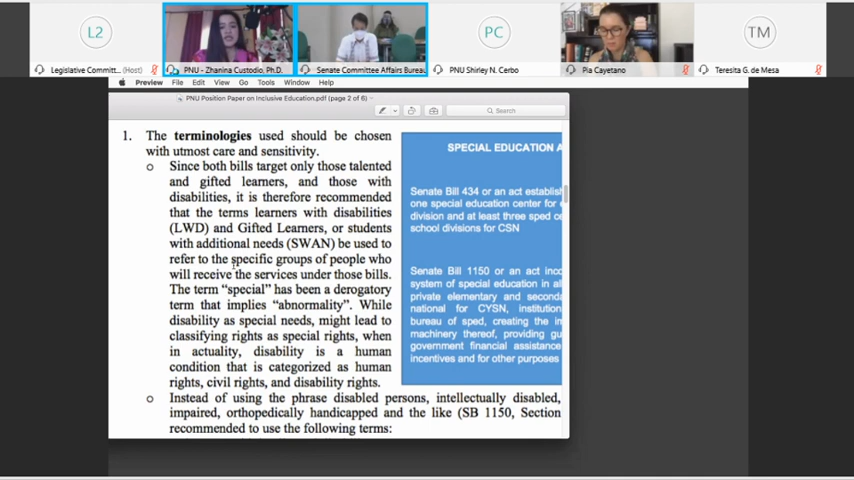 L2
PC
TM
Legislative Committ... (Host)
PNU - Zhanina Custodio, Ph.D.
Senate Committee Affairs Bureau
PNU Shirley N. Cerbo
Pia Cayetano
Teresita G. de Mesa
Preview File Edit View Go Tools Window Help
PNU Position Paper on Inclusive Education.pdf (page 2 of 6)
Search
1. The terminologies used should be chosen
with utmost care and sensitivity.
o Since both bills target only those talented
and gifted learners, and those with
disabilities, it is therefore recommended
that the terms learners with disabilities
(LWD) and Gifted Learners, or students
with additional needs (SWAN) be used to
refer to the specific groups of people who
will receive the services under those bills.
The term “special” has been a derogatory
term that implies “abnormality”. While
disability as special needs, might lead to
classifying rights as special rights, when
in actuality, disability is a human
condition that is categorized as human
rights, civil rights, and disability rights.
o Instead of using the phrase disabled persons, intellectually disabled,
impaired, orthopedically handicapped and the like (SB 1150, Section
recommended to use the following terms:
SPECIAL EDUCATION A
Senate Bill 434 or an act establis
one special education center for
division and at least three sped
school divisions for CSN
Senate Bill 1150 or an act inc
system of special education in al
private elementary and second
national for CYSN, institution
bureau of sped, creating the
machinery thereof, providing gu
government financial assistance
incentives and for other purposes